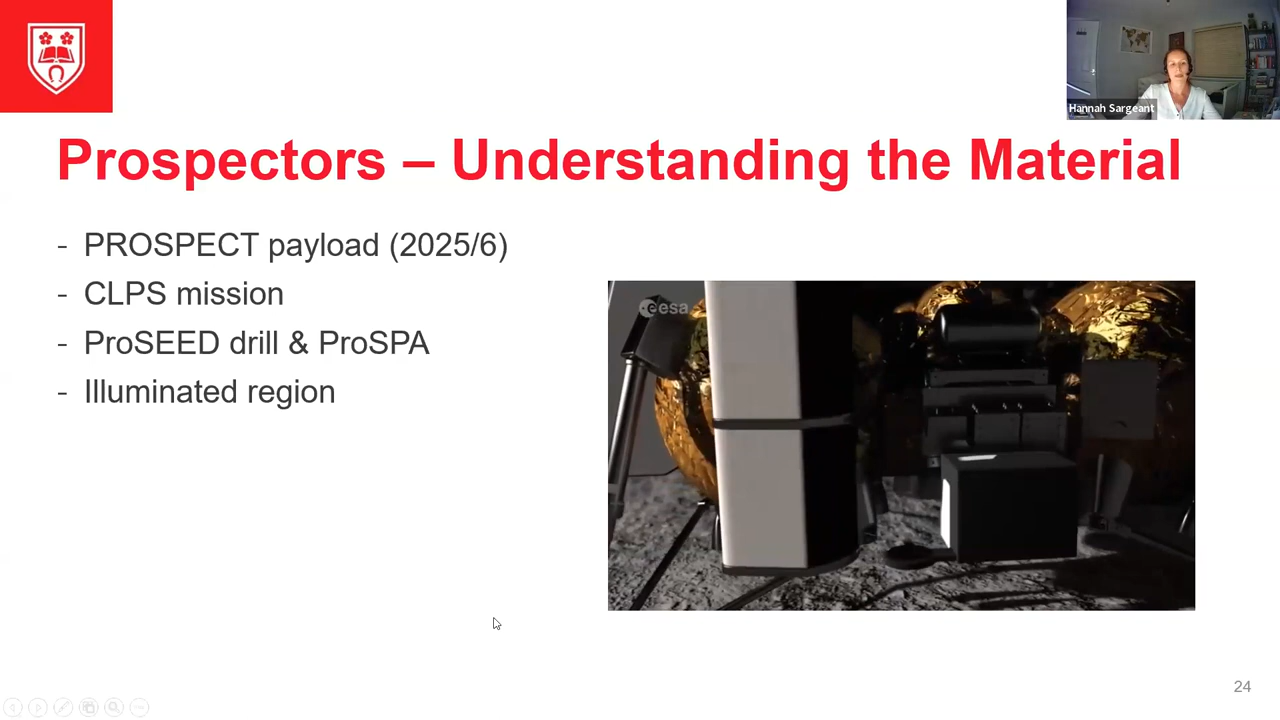 Hannah Sargeant
Prospectors – Understanding the Material
- PROSPECT payload (2025/6)
- CLPS mission
- ProSEED drill & ProSPA
- Illuminated region
esa
24